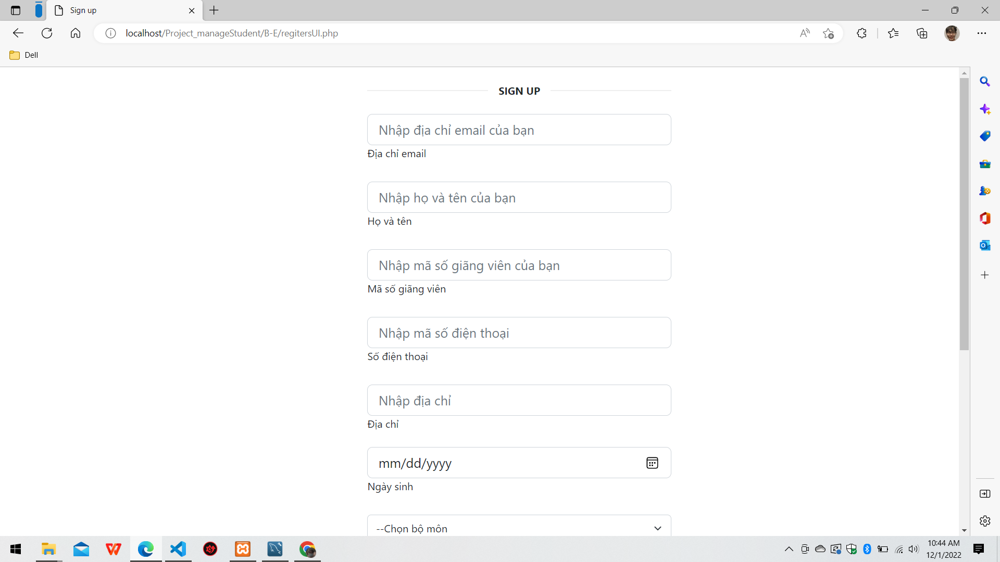 Sign up
localhost/Project_manageStudent/B-E/regitersUI.php
Dell
SIGN UP
Nhập địa chỉ email của bạn
Địa chỉ email
Nhập họ và tên của bạn
Họ và tên
Nhập mã số giãng viên của bạn
Mã số giãng viên
Nhập mã số điện thoại
Số điện thoại
Nhập địa chỉ
Địa chỉ
mm/dd/yyyy
Ngày sinh
--Chọn bộ môn
10:44 AM
12/1/2022